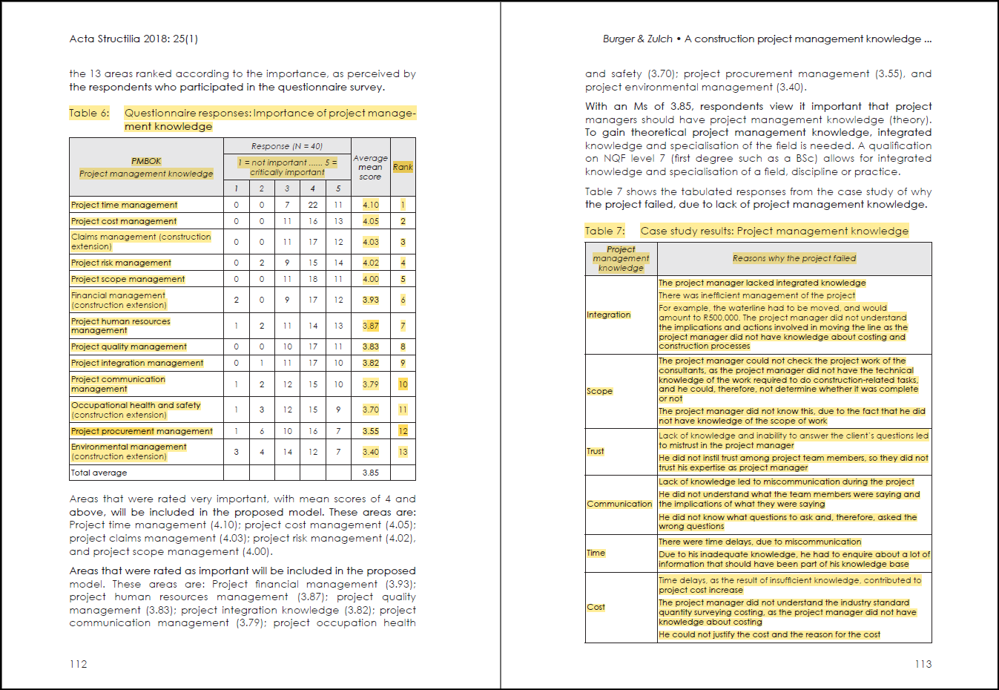 Acta Structilia 2018: 25(1)
the 13 areas ranked according to the importance, as perceived by
the respondents who participated in the questionnaire survey.
Table 6: Questionnaire responses: Importance of project manage-
ment knowledge
PMBOK
Project management knowledge
Response (N = 40)
1 = not important ...... 5 =
critically important
Average
mean
score
Rank
1 2 3 4 5
Project time management 0 0 7 22 11 4.10 1
Project cost management 0 0 11 16 13 4.05 2
Claims management (construction
extension) 0 0 11 17 12 4.03 3
Project risk management 0 2 9 15 14 4.02 4
Project scope management 0 0 11 18 11 4.00 5
Financial management
(construction extension) 2 0 9 17 12 3.93 6
Project human resources
management 1 2 11 14 13 3.87 7
Project quality management 0 0 10 17 11 3.83 8
Project integration management 0 1 11 17 10 3.82 9
Project communication
management 1 2 12 15 10 3.79 10
Occupational health and safety
(construction extension) 1 3 12 15 9 3.70 11
Project procurement management 1 6 10 16 7 3.55 12
Environmental management
(construction extension) 3 4 14 12 7 3.40 13
Total average 3.85
Areas that were rated very important, with mean scores of 4 and
above, will be included in the proposed model. These areas are:
Project time management (4.10); project cost management (4.05);
project claims management (4.03); project risk management (4.02),
and project scope management (4.00).
Areas that were rated as important will be included in the proposed
model. These areas are: Project financial management (3.93);
project human resources management (3.87); project quality
management (3.83); project integration knowledge (3.82); project
communication management (3.79); project occupation health
112
Burger & Zulch • A construction project management knowledge ...
and safety (3.70); project procurement management (3.55), and
project environmental management (3.40).
With an Ms of 3.85, respondents view it important that project
managers should have project management knowledge (theory).
To gain theoretical project management knowledge, integrated
knowledge and specialisation of the field is needed. A qualification
on NQF level 7 (first degree such as a BSc) allows for integrated
knowledge and specialisation of a field, discipline or practice.
Table 7 shows the tabulated responses from the case study of why
the project failed, due to lack of project management knowledge.
Table 7: Case study results: Project management knowledge
Project
management
knowledge
Reasons why the project failed
Integration
The project manager lacked integrated knowledge
There was inefficient management of the project
For example, the waterline had to be moved, and would
amount to R500,000. The project manager did not understand
the implications and actions involved in moving the line as the
project manager did not have knowledge about costing and
construction processes
Scope
The project manager could not check the project work of the
consultants, as the project manager did not have the technical
knowledge of the work required to do construction-related tasks,
and he could, therefore, not determine whether it was complete
or not
The project manager did not know this, due to the fact that he did
not have knowledge of the scope of work
Trust
Lack of knowledge and inability to answer the client's questions led
to mistrust in the project manager
He did not instil trust among project team members, so they did not
trust his expertise as project manager
Communication
Lack of knowledge led to miscommunication during the project
He did not understand what the team members were saying and
the implications of what they were saying
He did not know what questions to ask and, therefore, asked the
wrong questions
Time
There were time delays, due to miscommunication
Due to his inadequate knowledge, he had to enquire about a lot of
information that should have been part of his knowledge base
Cost
Time delays, as the result of insufficient knowledge, contributed to
project cost increase
The project manager did not understand the industry standard
quantity surveying costing, as the project manager did not have
knowledge about costing
He could not justify the cost and the reason for the cost
113